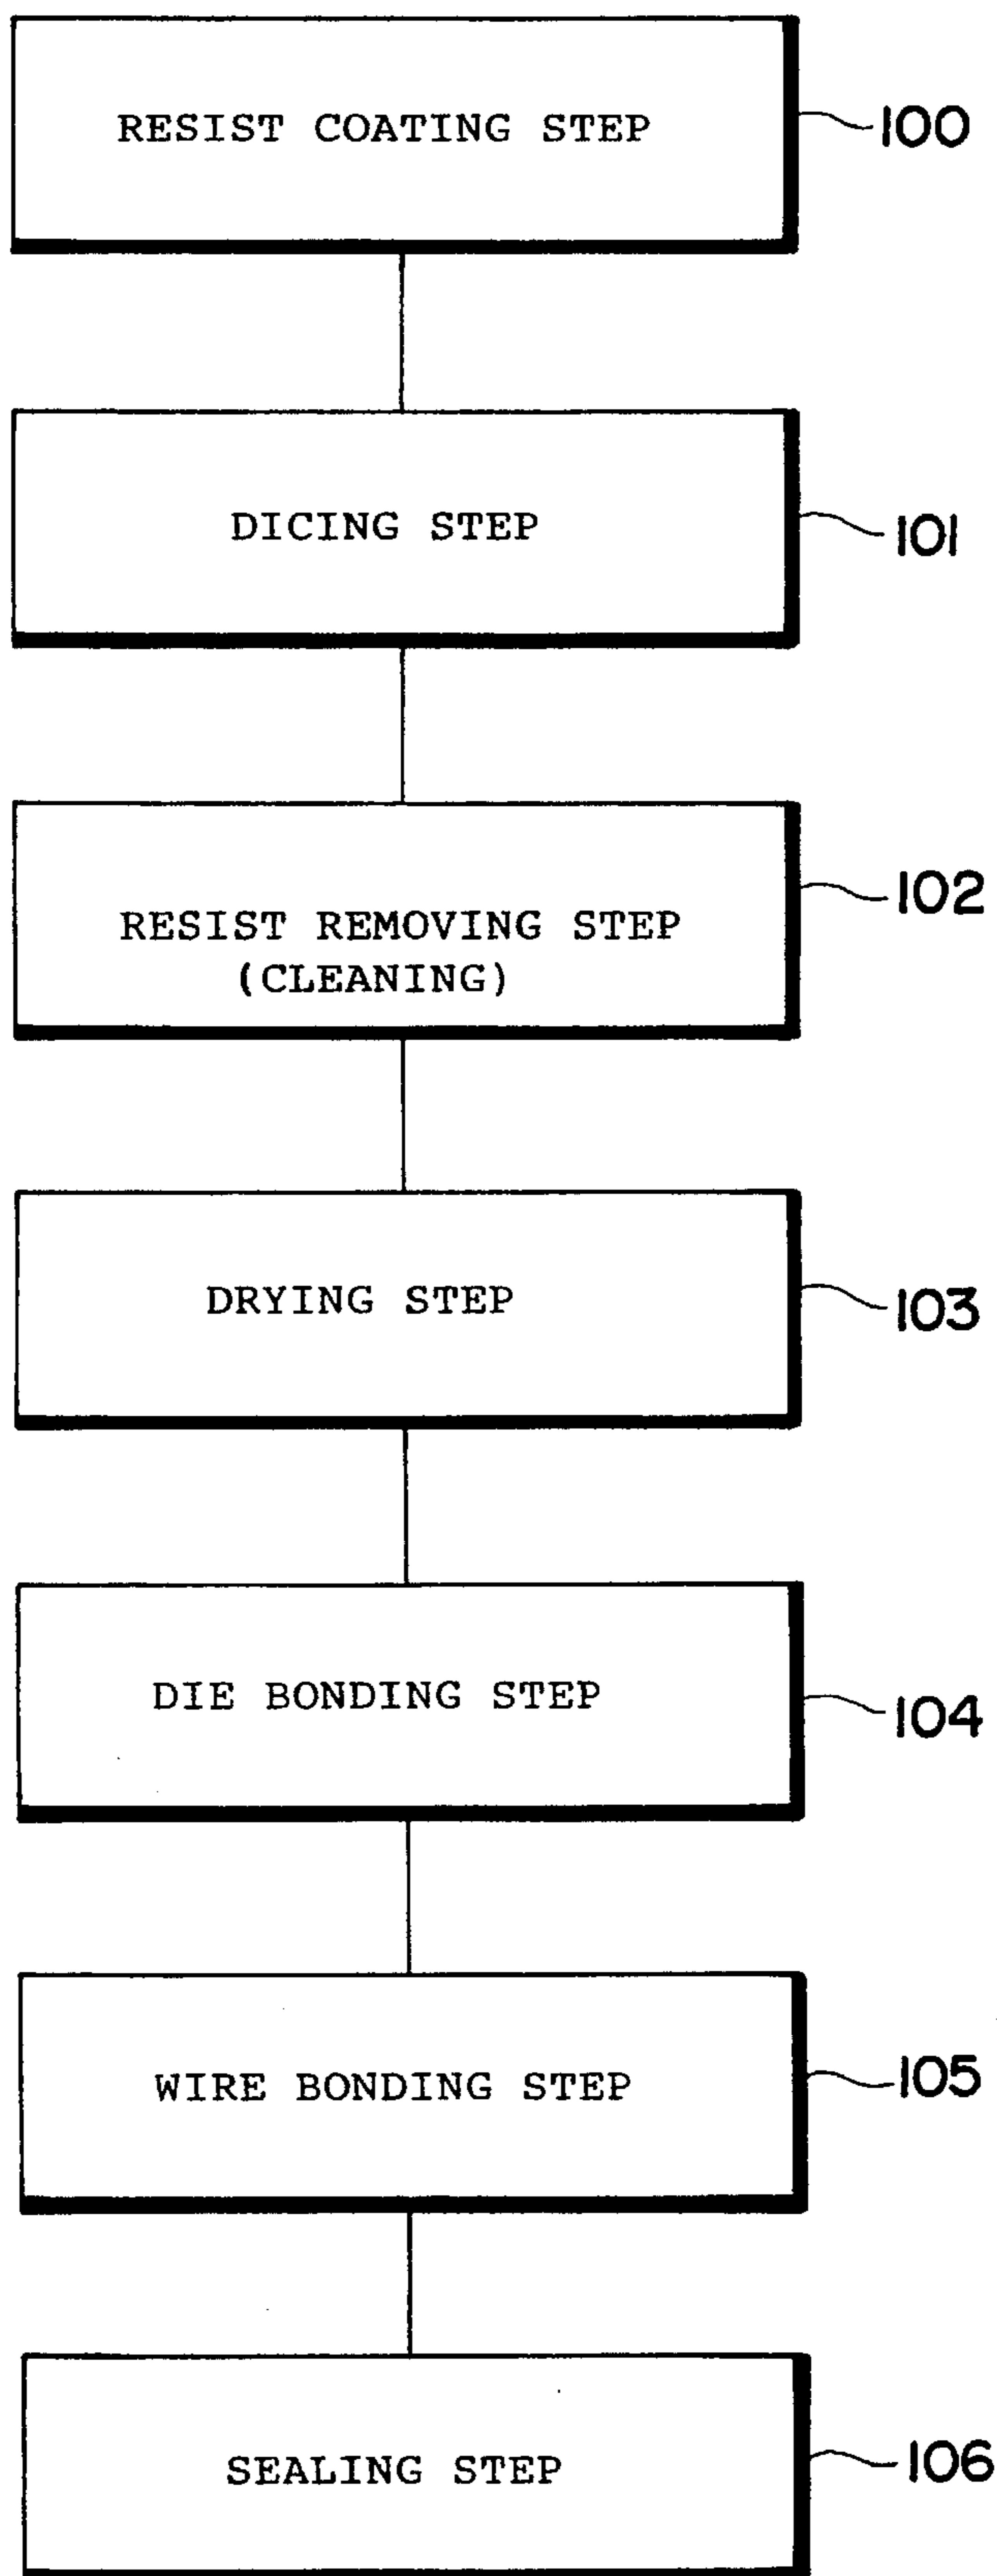 RESIST COATING STEP
100
DICING STEP
101
RESIST REMOVING STEP
(CLEANING)
102
DRYING STEP
103
DIE BONDING STEP
104
WIRE BONDING STEP
105
SEALING STEP
106